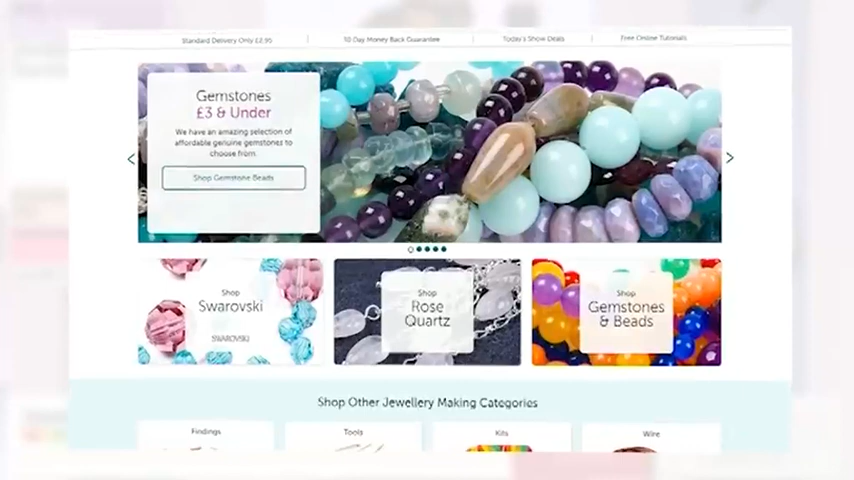 Standard Delivery Only £2.95
10 Day Money Back Guarantee
Today's Show Deals
Free Online Tutorials
Gemstones
£3 & Under
We have an amazing selection of
affordable genuine gemstones to
choose from.
Shop Gemstone Beads
Shop
Swarovski
SWAROVSKI
Shop
Rose
Quartz
Shop
Gemstones
& Beads
Shop Other Jewellery Making Categories
Findings
Tools
Kits
Wire